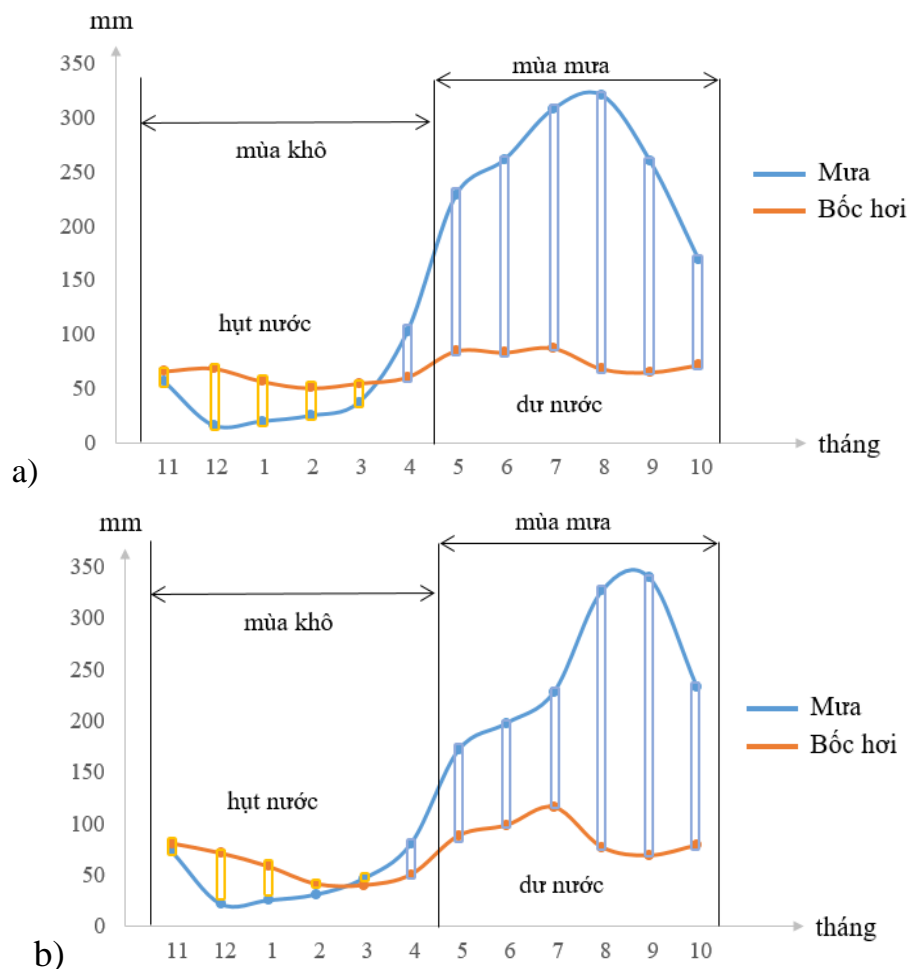 mm
350
300
250
200
150
100
50
0
mùa mưa
mùa khô
hụt nước
dư nước
Mưa
Bốc hơi
11 12 1 2 3 4 5 6 7 8 9 10
tháng
a)
mm
350
300
250
200
150
100
50
0
mùa mưa
mùa khô
hụt nước
dư nước
Mưa
Bốc hơi
11 12 1 2 3 4 5 6 7 8 9 10
tháng
b)